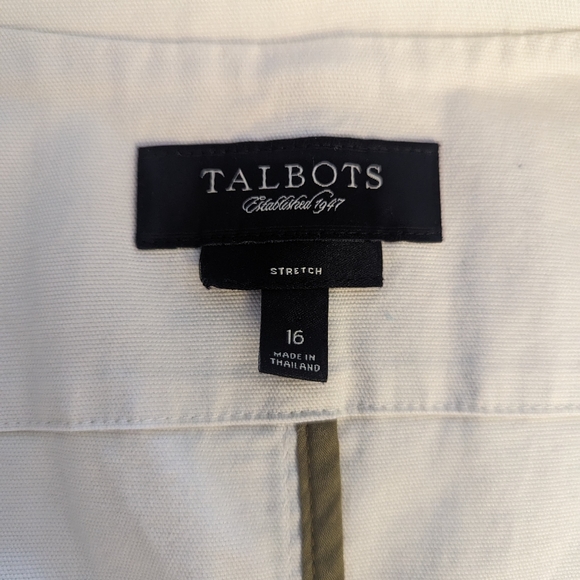 TALBOTS
Established 1947
STRETCH
16
MADE IN
THAILAND